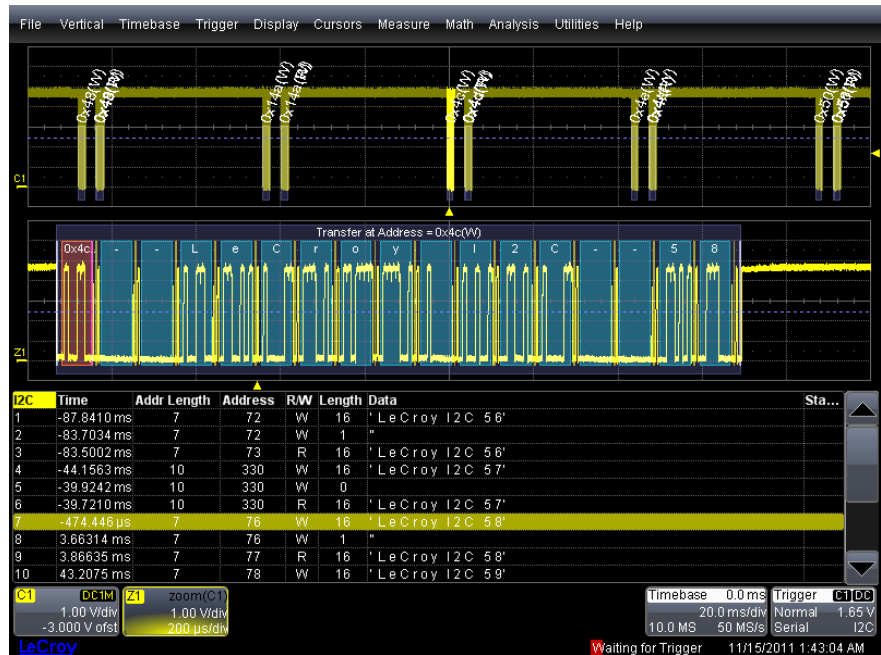 File Vertical Timebase Trigger Display Cursors Measure Math Analysis Utilities Help
0x48(W) 0x14a(W) 0x4c(W) 0x4e(W) 0x50(W)
C1
Transfer at Address = 0x4c(W)
0x4c... - - L e C r o y I 2 C - - 5 8
Z1
I2C Time Addr Length Address R/W Length Data Sta...
1 -87.8410 ms 7 72 W 16 ' LeCroy I2C 56'
2 -83.7034 ms 7 72 W 1 ''
3 -83.5002 ms 7 73 R 16 ' LeCroy I2C 56'
4 -44.1563 ms 10 330 W 16 ' LeCroy I2C 57'
5 -39.9242 ms 10 330 W 0
6 -39.7210 ms 10 330 R 16 ' LeCroy I2C 57'
7 -474.446 µs 7 76 W 16 ' LeCroy I2C 58'
8 3.66314 ms 7 76 W 1 ''
9 3.86635 ms 7 77 R 16 ' LeCroy I2C 58'
10 43.2075 ms 7 78 W 16 ' LeCroy I2C 59'
C1 DC1M Z1 zoom(C1) Timebase 0.0 ms Trigger C1 DC
1.00 V/div 1.00 V/div 20.0 ms/div Normal 1.65 V
-3.000 V ofst 200 µs/div 10.0 MS 50 MS/s Serial I2C
LeCroy Waiting for Trigger 11/15/2011 1:43:04 AM